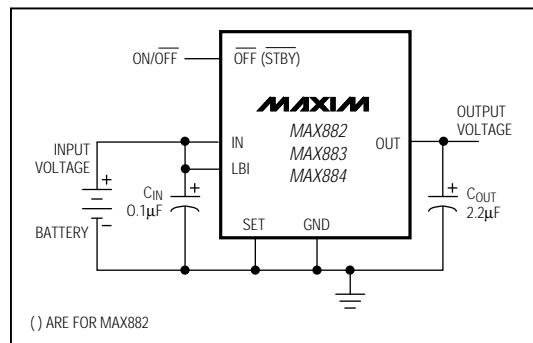 ON/OFF
OFF (STBY)
MAXIM
MAX882
MAX883
MAX884
IN
LBI
OUT
SET
GND
OUTPUT
VOLTAGE
INPUT
VOLTAGE
+
−
BATTERY
+
CIN
0.1µF
+
COUT
2.2µF
( ) ARE FOR MAX882